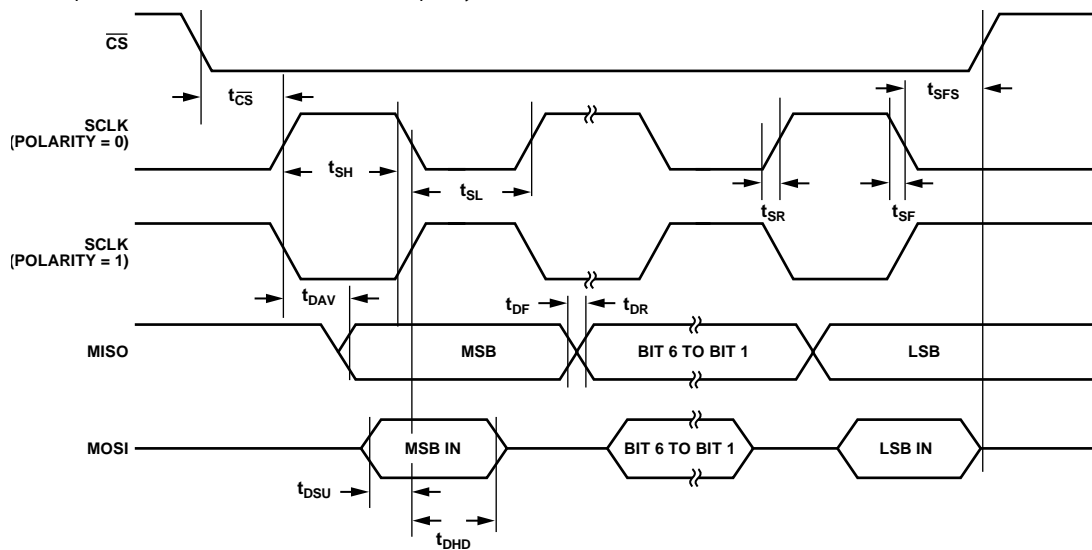 CS
tCS
tSFS
SCLK
(POLARITY = 0)
tSH
tSL
tSR
tSF
SCLK
(POLARITY = 1)
tDAV
tDF
tDR
MISO
MSB
BIT 6 TO BIT 1
LSB
MOSI
MSB IN
BIT 6 TO BIT 1
LSB IN
tDSU
tDHD